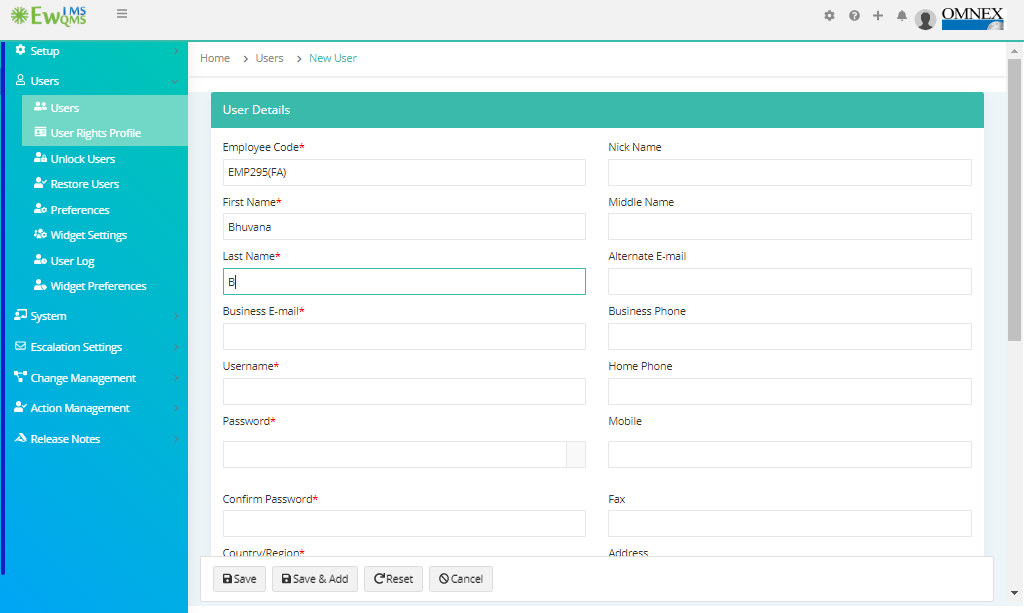 EwIMS
QMS
OMNEX
Setup
Users
Users
User Rights Profile
Unlock Users
Restore Users
Preferences
Widget Settings
User Log
Widget Preferences
System
Escalation Settings
Change Management
Action Management
Release Notes
Home > Users > New User
User Details
Employee Code*
EMP295(FA)
Nick Name
First Name*
Bhuvana
Middle Name
Last Name*
B
Alternate E-mail
Business E-mail*
Business Phone
Username*
Home Phone
Password*
Mobile
Confirm Password*
Fax
Country/Region*
Address
Save
Save & Add
Reset
Cancel